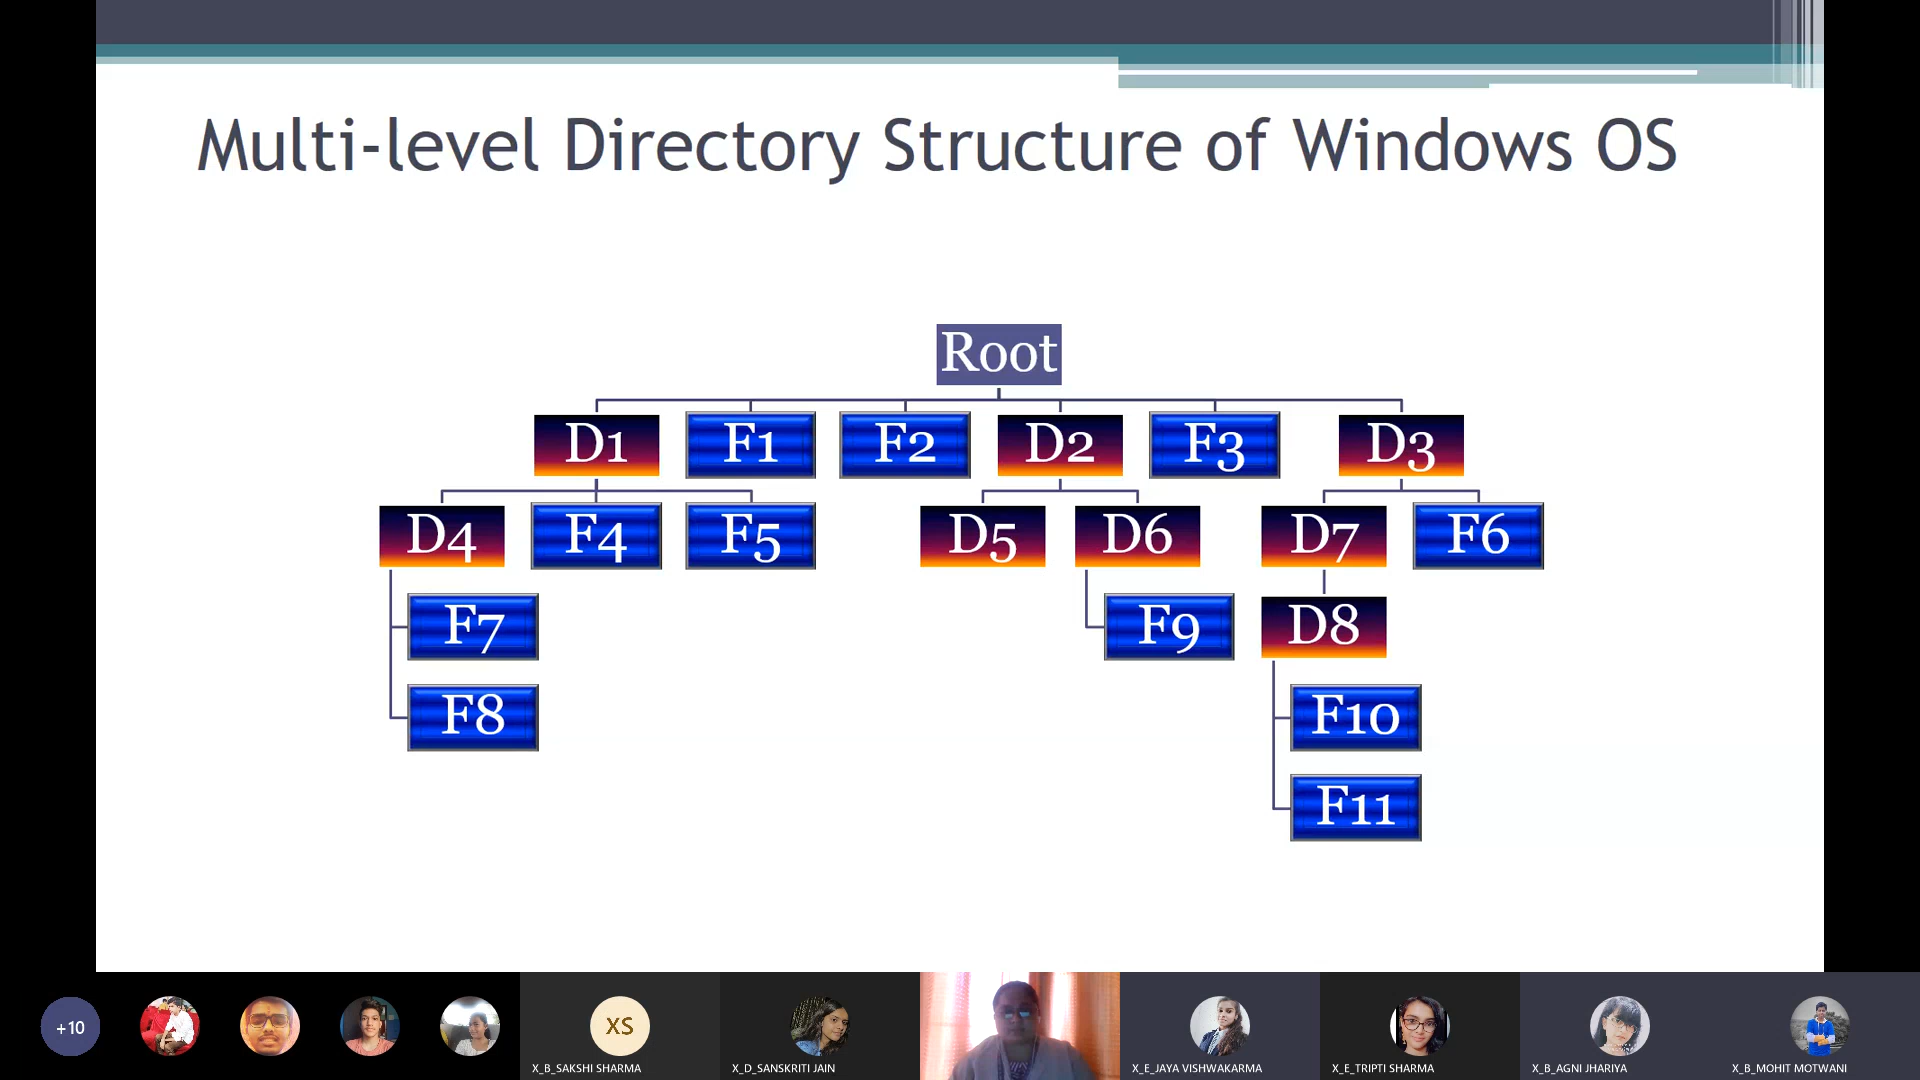 Multi-level Directory Structure of Windows OS
Root
D1 F1 F2 D2 F3 D3
D4 F4 F5 D5 D6 D7 F6
F7 F9 D8
F8 F10
F11
+10 XS
X_B_SAKSHI SHARMA X_D_SANSKRITI JAIN X_E_JAYA VISHWAKARMA X_E_TRIPTI SHARMA X_B_AGNI JHARIYA X_B_MOHIT MOTWANI